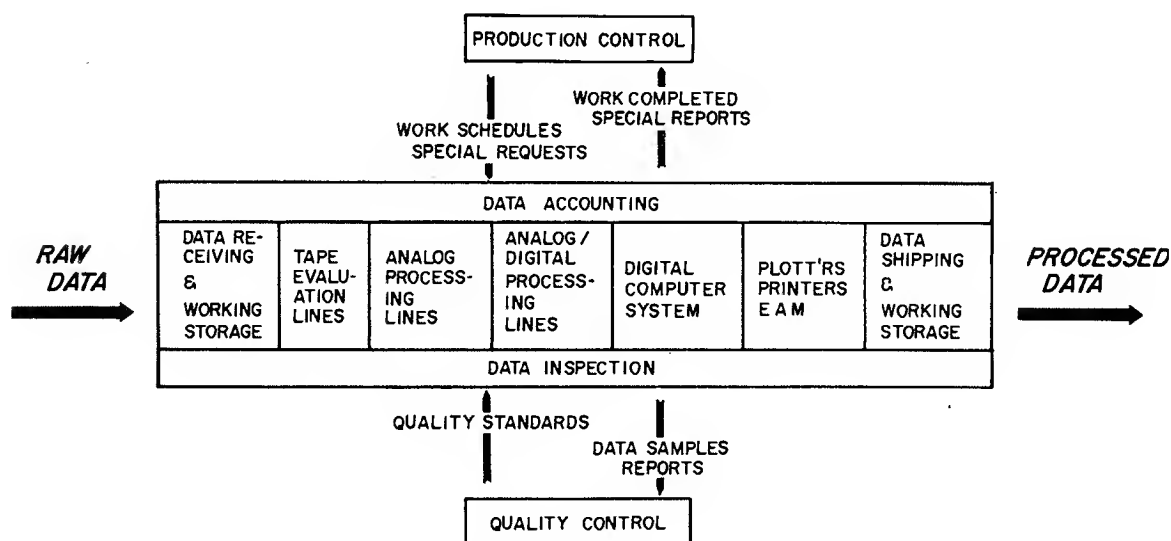 PRODUCTION CONTROL
WORK SCHEDULES
SPECIAL REQUESTS
WORK COMPLETED
SPECIAL REPORTS
DATA ACCOUNTING
RAW
DATA
DATA RE-
CEIVING
&
WORKING
STORAGE
TAPE
EVALU-
ATION
LINES
ANALOG
PROCESS-
ING
LINES
ANALOG /
DIGITAL
PROCESS-
ING
LINES
DIGITAL
COMPUTER
SYSTEM
PLOTT'RS
PRINTERS
E A M
DATA
SHIPPING
&
WORKING
STORAGE
PROCESSED
DATA
DATA INSPECTION
QUALITY STANDARDS
DATA SAMPLES
REPORTS
QUALITY CONTROL